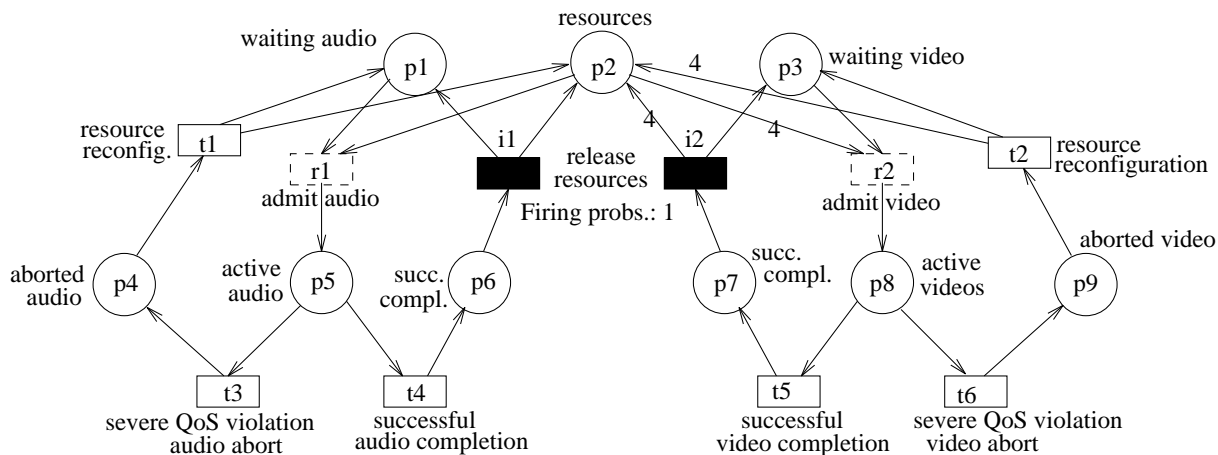 resources
waiting audio
p1
p2
4
p3
waiting video
resource
reconfig.
t1
i1
4
i2
4
t2
resource
reconfiguration
r1
admit audio
release
resources
Firing probs.: 1
r2
admit video
aborted
audio
p4
active
audio
p5
succ.
compl.
p6
p7
succ.
compl.
p8
active
videos
aborted video
p9
t3
severe QoS violation
audio abort
t4
successful
audio completion
t5
successful
video completion
t6
severe QoS violation
video abort